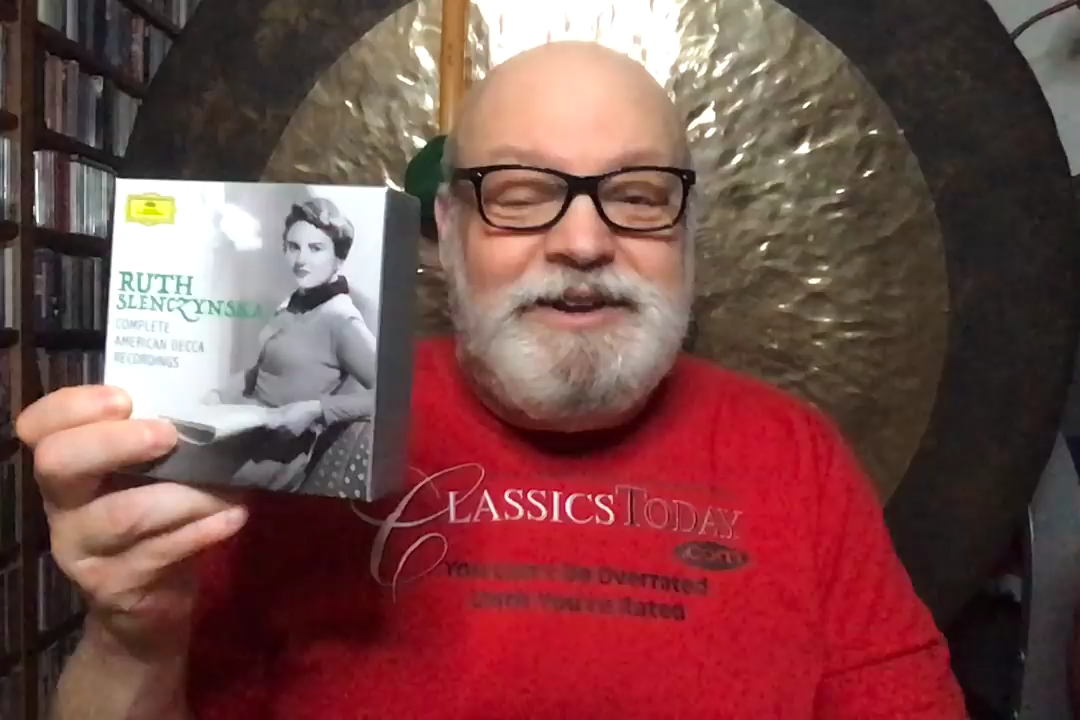 RUTH
SLENCZYNSKA
COMPLETE
AMERICAN DECCA
RECORDINGS
CLASSICSTODAY
.com
You Can't Be Overrated
Until You're Rated